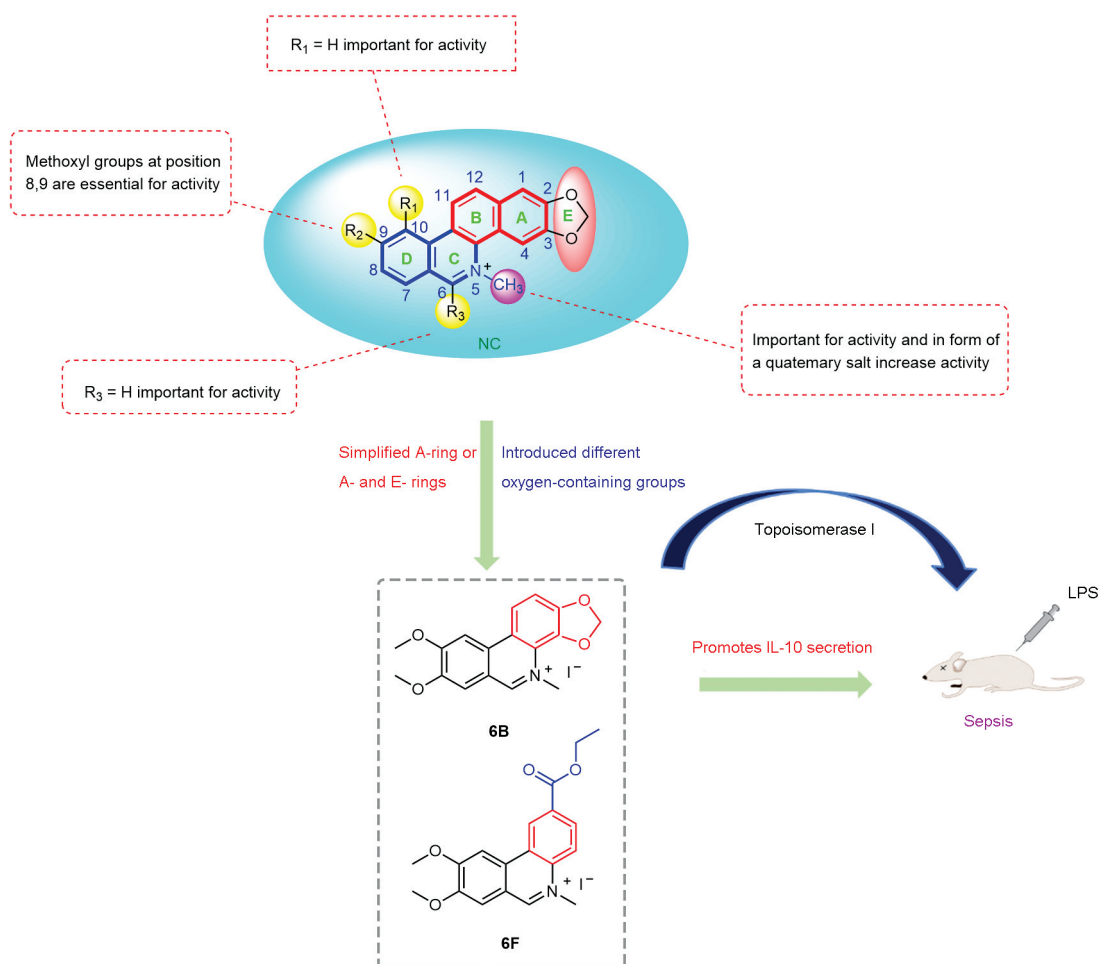 R1 = H important for activity
Methoxyl groups at position
8,9 are essential for activity
R1
R2
9
10
11
12
1
2
O
E
B
A
D
C
8
7
6
N
+
5
4
3
O
CH3
R3
NC
Important for activity and in form of
a quatemary salt increase activity
R3 = H important for activity
Simplified A-ring or
A- and E- rings
Introduced different
oxygen-containing groups
Topoisomerase I
LPS
Promotes IL-10 secretion
Sepsis
O
O
O
O
N
+
I−
6B
O
O
O
O
N
+
I−
6F